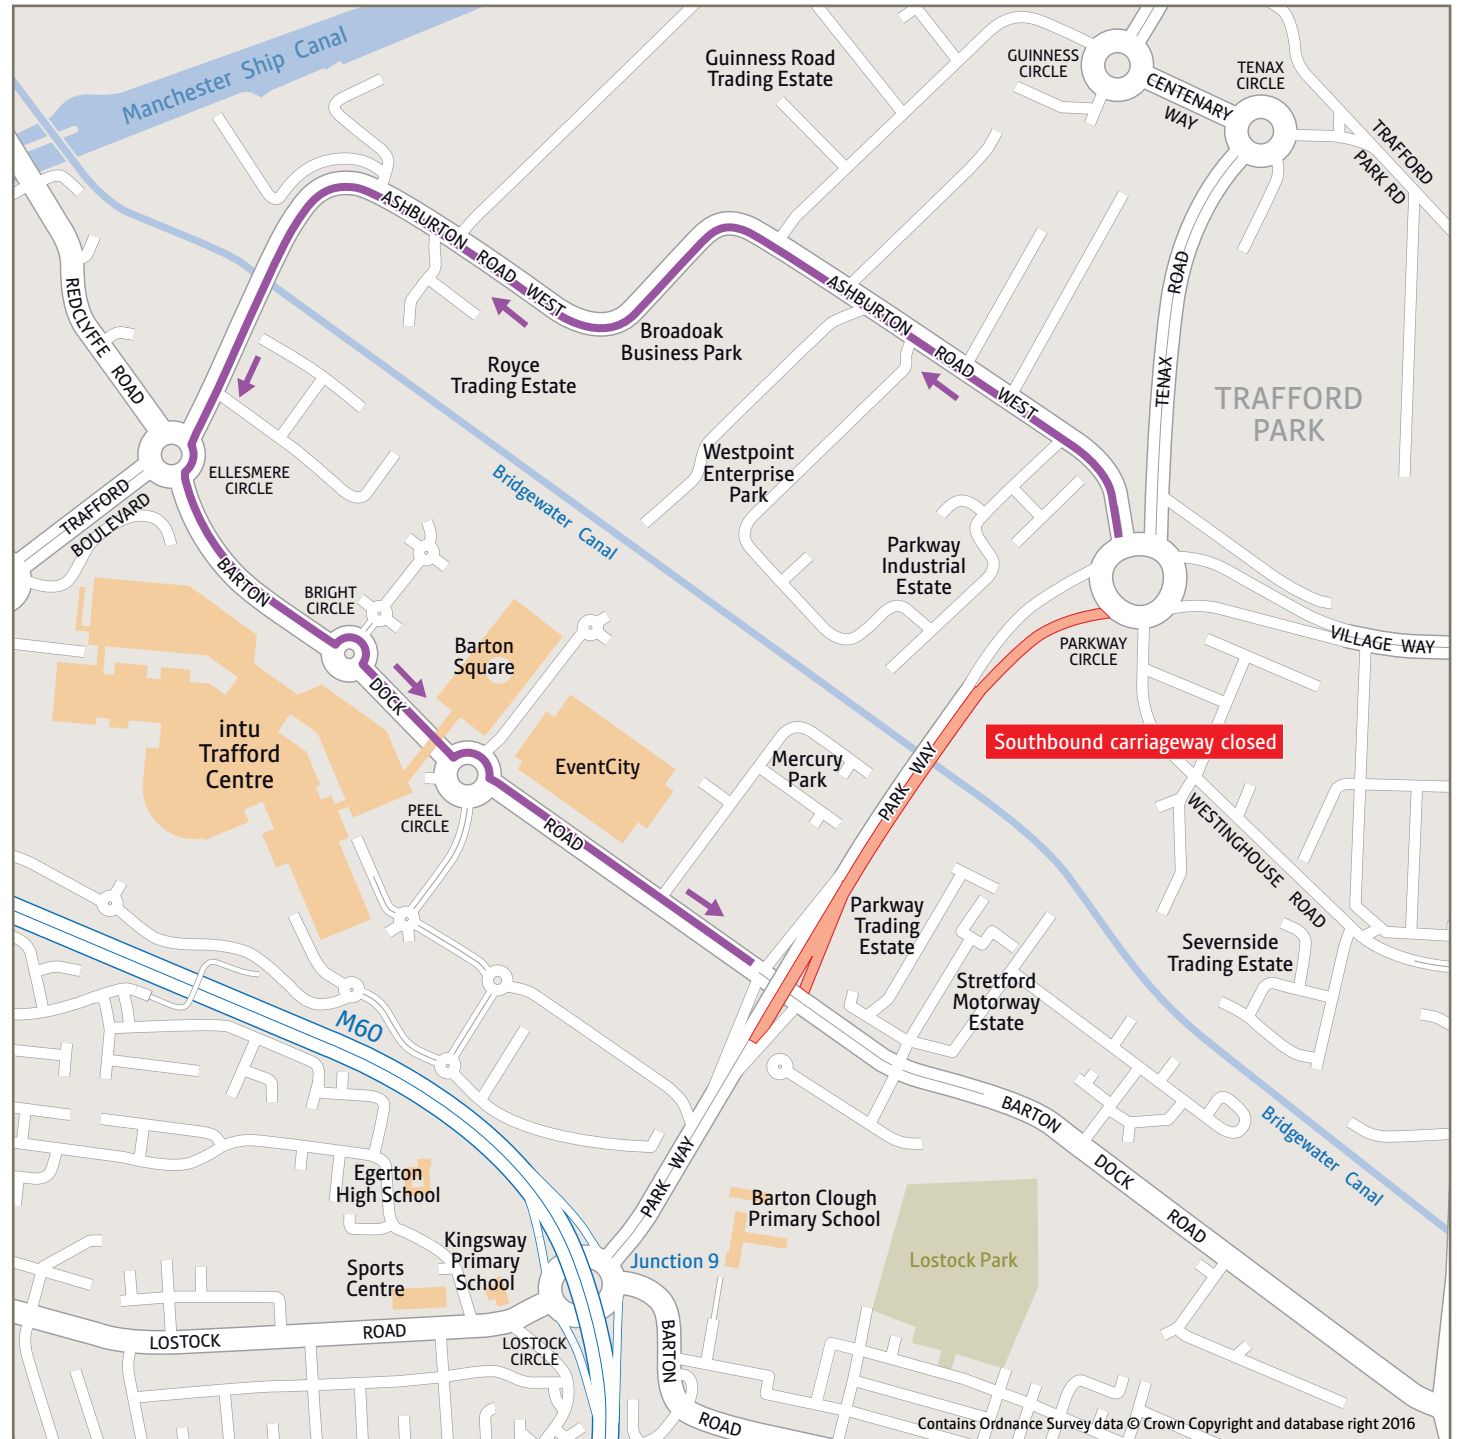 Manchester Ship Canal
Guinness Road
Trading Estate
GUINNESS
CIRCLE
TENAX
CIRCLE
CENTENARY
WAY
TRAFFORD
PARK RD
ASHBURTON ROAD WEST
REDCLYFFE ROAD
Broadoak
Business Park
Royce
Trading Estate
ASHBURTON ROAD WEST
TENAX ROAD
TRAFFORD
PARK
Westpoint
Enterprise
Park
ELLESMERE
CIRCLE
TRAFFORD
BOULEVARD
Bridgewater Canal
Parkway
Industrial
Estate
BARTON DOCK ROAD
BRIGHT
CIRCLE
Barton
Square
PARKWAY
CIRCLE
VILLAGE WAY
intu
Trafford
Centre
EventCity
Mercury
Park
PARK WAY
Southbound carriageway closed
PEEL
CIRCLE
WESTINGHOUSE ROAD
Parkway
Trading
Estate
Severnside
Trading Estate
Stretford
Motorway
Estate
M60
BARTON DOCK ROAD
Bridgewater Canal
PARK WAY
Egerton
High School
Barton Clough
Primary School
Kingsway
Primary
School
Sports
Centre
Junction 9
Lostock Park
LOSTOCK ROAD
LOSTOCK
CIRCLE
BARTON ROAD
Contains Ordnance Survey data © Crown Copyright and database right 2016